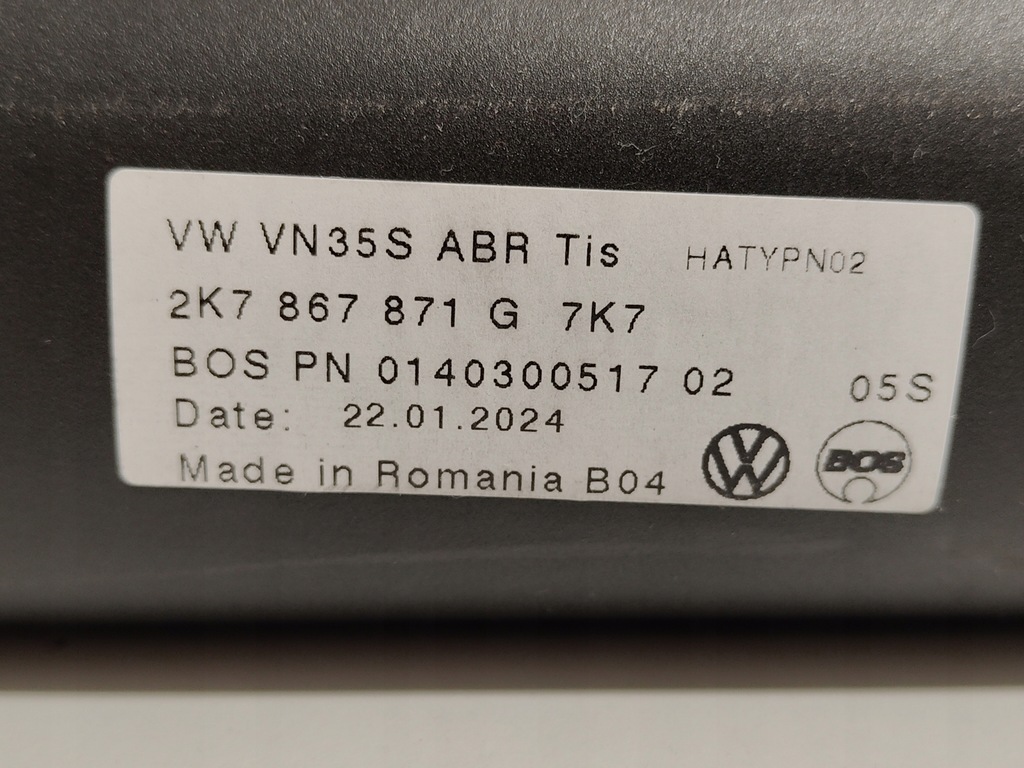 VW VN35S ABR Tis HATYPN02
2K7 867 871 G 7K7
BOS PN 0140300517 02 05S
Date: 22.01.2024
Made in Romania B04
VW BOS